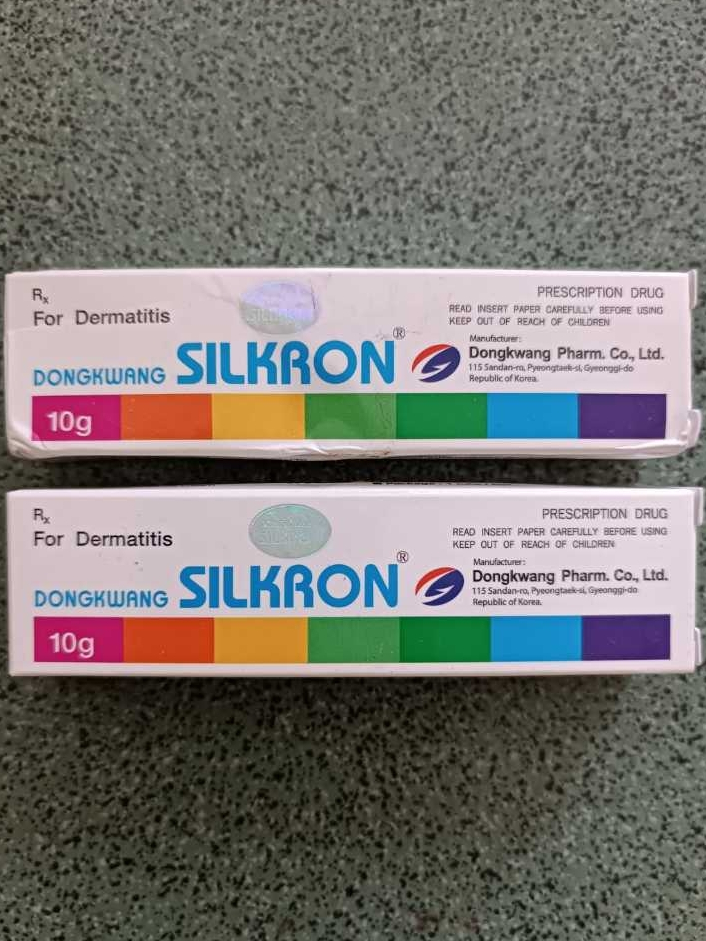 Rx
For Dermatitis
SILKRON
PRESCRIPTION DRUG
READ INSERT PAPER CAREFULLY BEFORE USING
KEEP OUT OF REACH OF CHILDREN
DONGKWANG SILKRON®
Manufacturer:
Dongkwang Pharm. Co., Ltd.
115 Sandan-ro, Pyeongtaek-si, Gyeonggi-do
Republic of Korea.
10g
Rx
For Dermatitis
PRESCRIPTION DRUG
READ INSERT PAPER CAREFULLY BEFORE USING
KEEP OUT OF REACH OF CHILDREN
DONGKWANG SILKRON®
Manufacturer:
Dongkwang Pharm. Co., Ltd.
115 Sandan-ro, Pyeongtaek-si, Gyeonggi-do
Republic of Korea.
10g